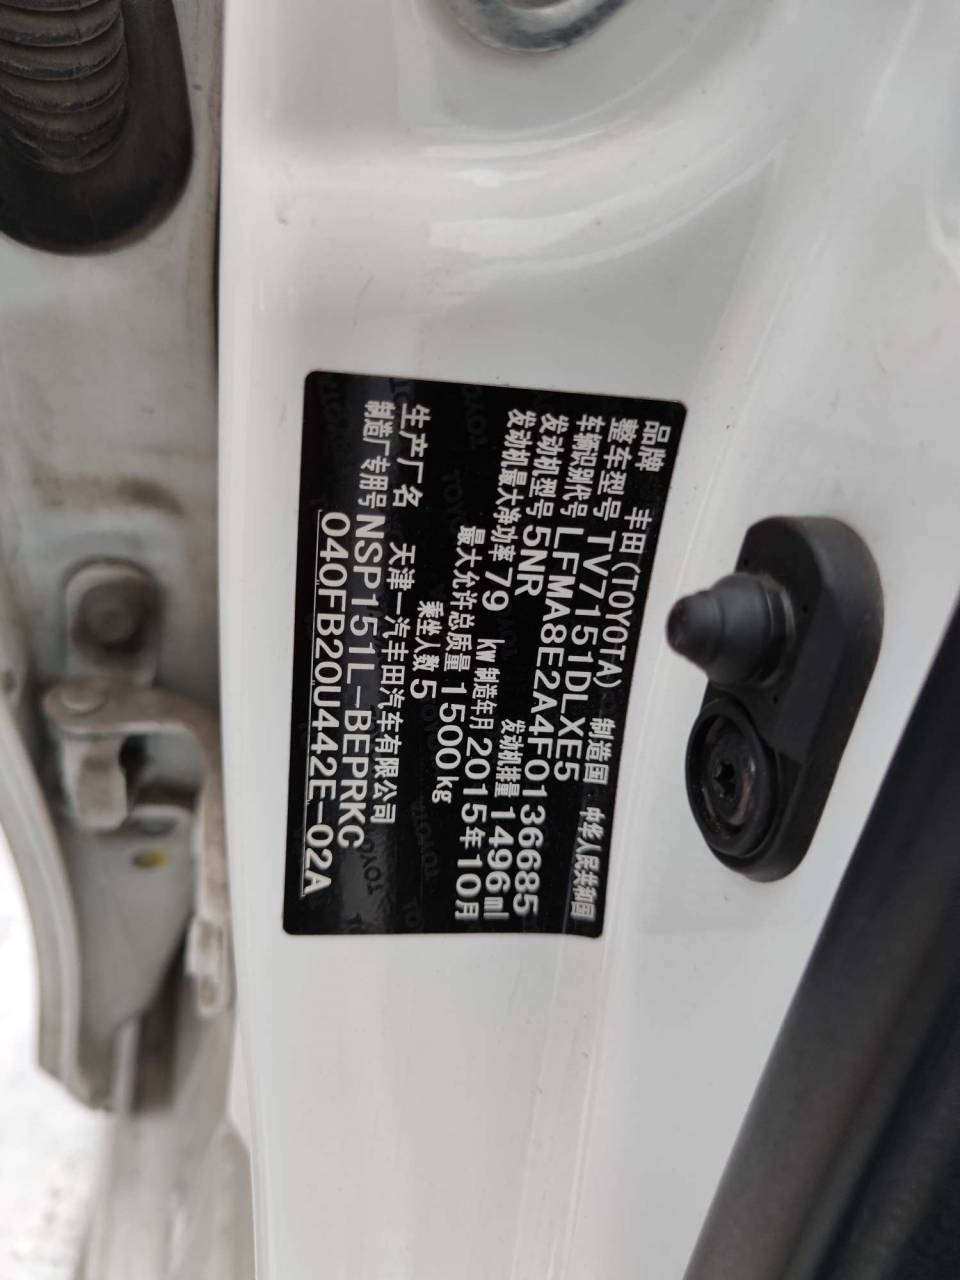 品牌 丰田(TOYOTA) 制造国 中华人民共和国
整车型号 TV7151DLXE5
车辆识别代号 LFMA8E2A4F0136685
发动机型号 5NR 发动机排量 1496ml
发动机最大净功率 79 kw 制造年月 2015年10月
最大允许总质量 1500kg
乘坐人数 5
生产厂名 天津一汽丰田汽车有限公司
制造厂专用号 NSP151L-BEPRKC
040FB20U442E-02A